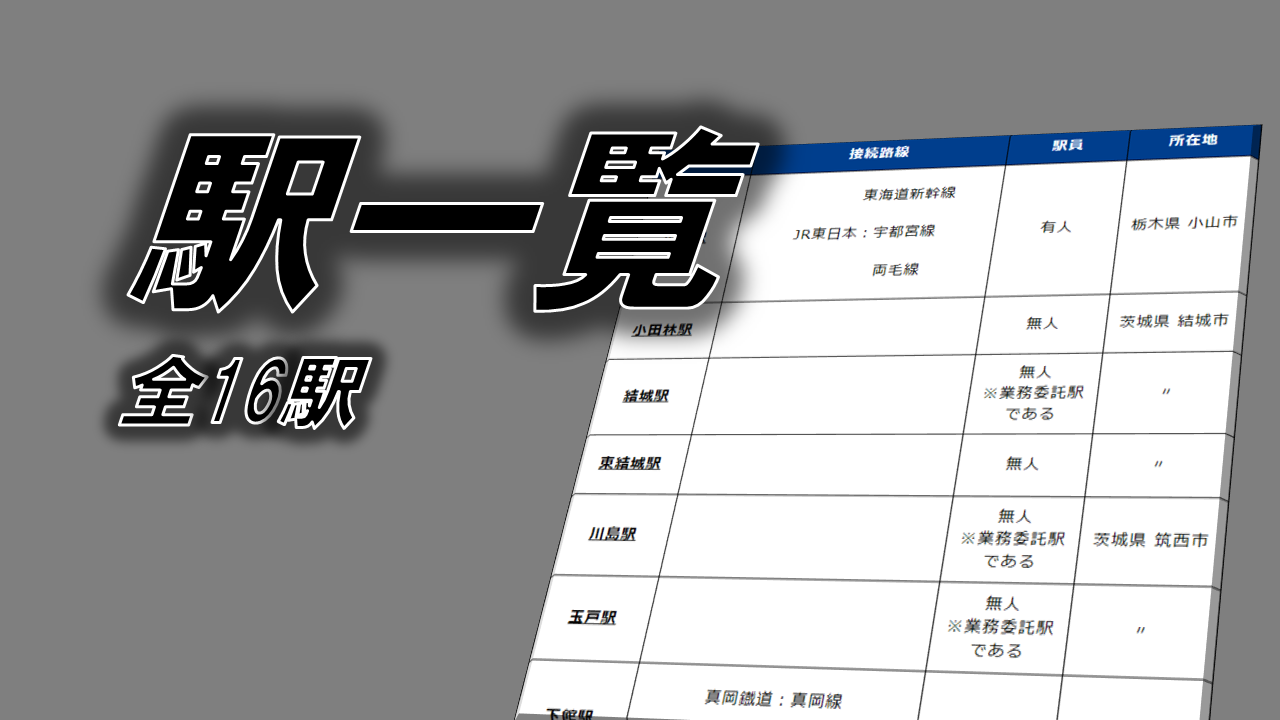 駅一覧
全16駅
接続路線 駅員 所在地
東海道新幹線
JR東日本：宇都宮線
両毛線
有人
栃木県 小山市
小田林駅 無人 茨城県 結城市
結城駅
無人
※業務委託駅
である
〃
東結城駅 無人 〃
川島駅
無人
※業務委託駅
である
茨城県 筑西市
玉戸駅
無人
※業務委託駅
である
〃
下館駅
真岡鐵道：真岡線